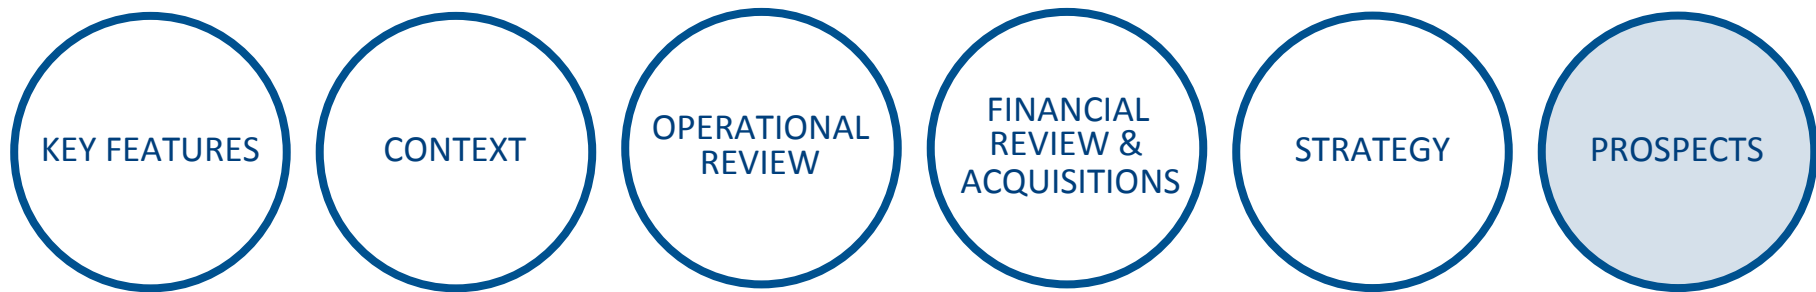 KEY FEATURES
CONTEXT
OPERATIONAL
REVIEW
FINANCIAL
REVIEW &
ACQUISITIONS
STRATEGY
PROSPECTS